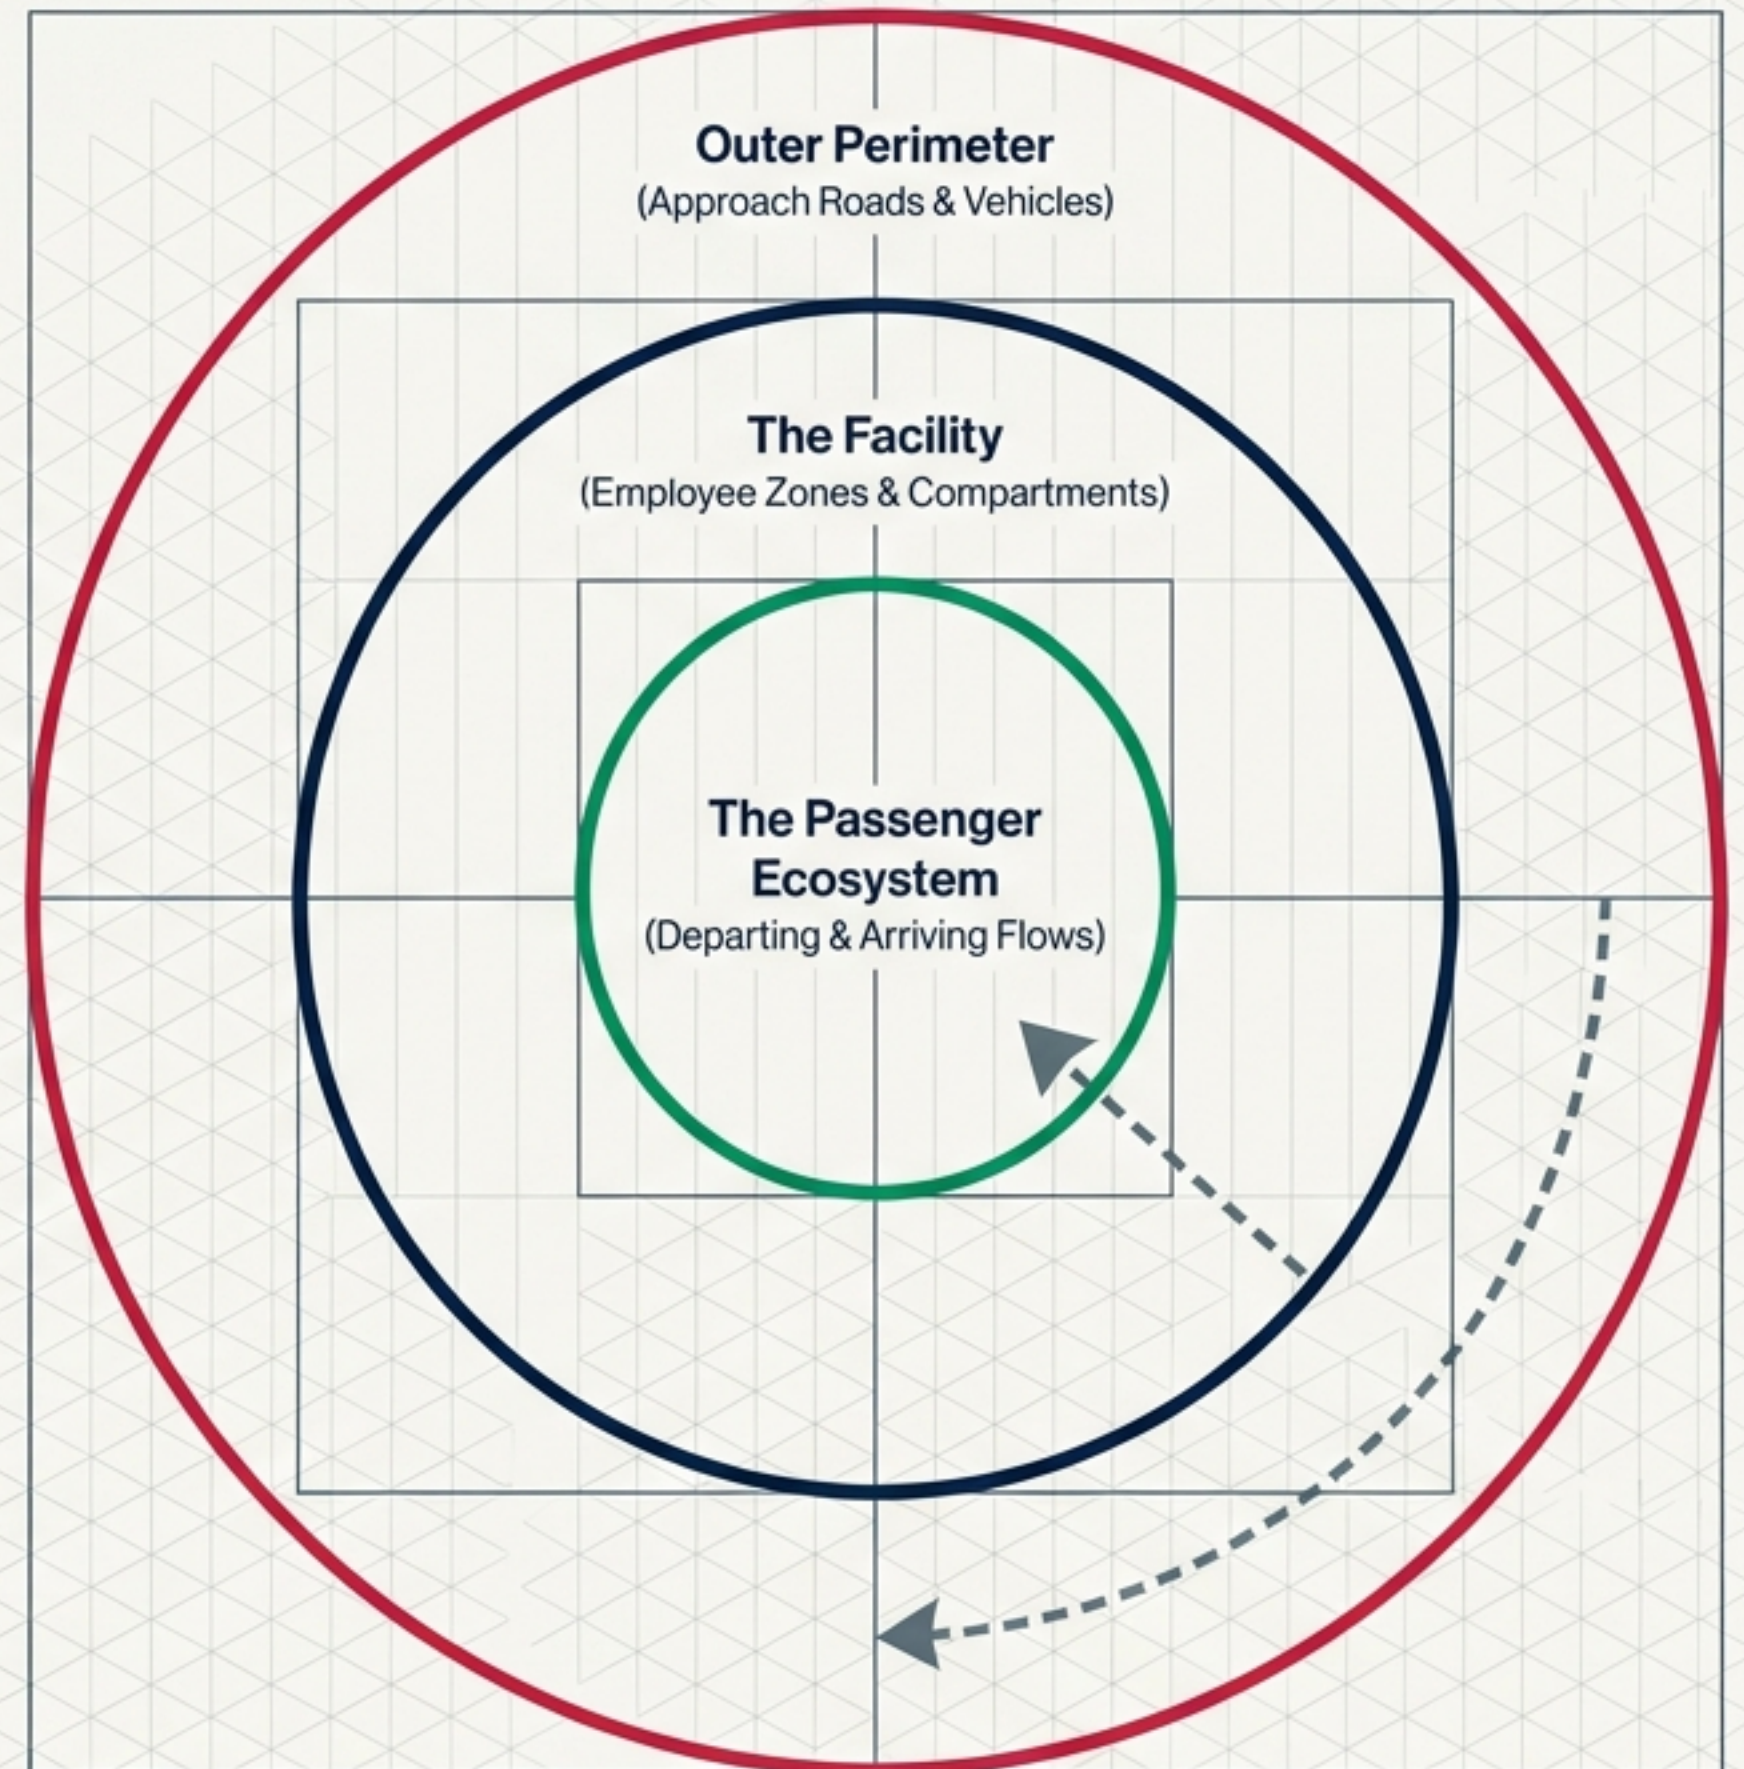 Outer Perimeter
(Approach Roads & Vehicles)
The Facility
(Employee Zones & Compartments)
The Passenger
Ecosystem
(Departing & Arriving Flows)